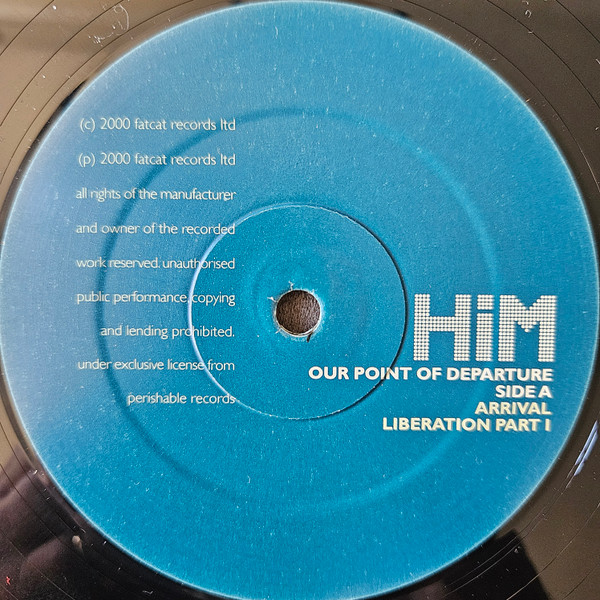 (c) 2000 fatcat records ltd
(p) 2000 fatcat records ltd
all rights of the manufacturer
and owner of the recorded
work reserved. unauthorised
public performance, copying
and lending prohibited.
under exclusive license from
perishable records
HiM
OUR POINT OF DEPARTURE
SIDE A
ARRIVAL
LIBERATION PART I